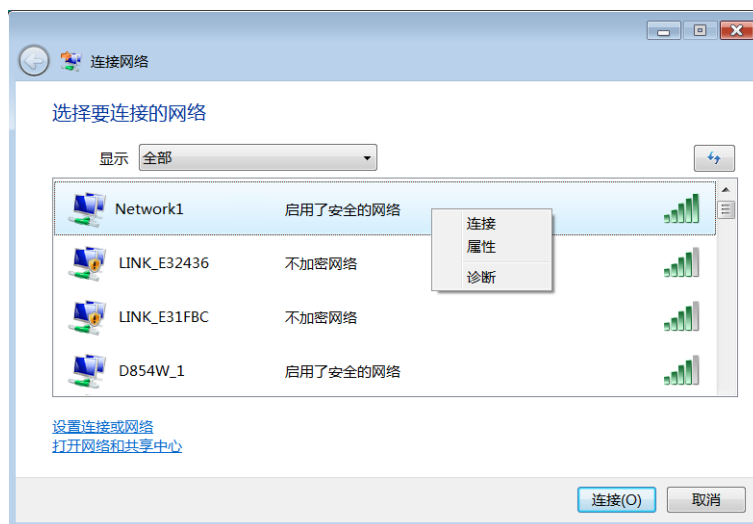 连接网络
选择要连接的网络
显示 全部
Network1 启用了安全的网络
连接
属性
诊断
LINK_E32436 不加密网络
LINK_E31FBC 不加密网络
D854W_1 启用了安全的网络
设置连接或网络
打开网络和共享中心
连接(O) 取消